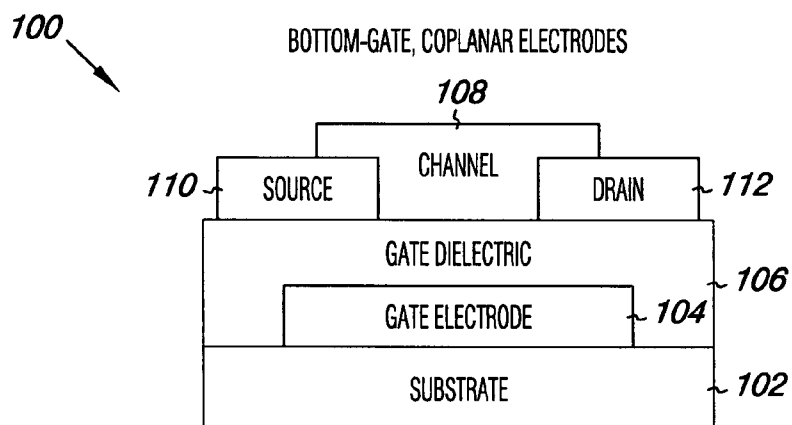 100
BOTTOM-GATE, COPLANAR ELECTRODES
108
CHANNEL
110
SOURCE
DRAIN
112
GATE DIELECTRIC
106
GATE ELECTRODE
104
SUBSTRATE
102